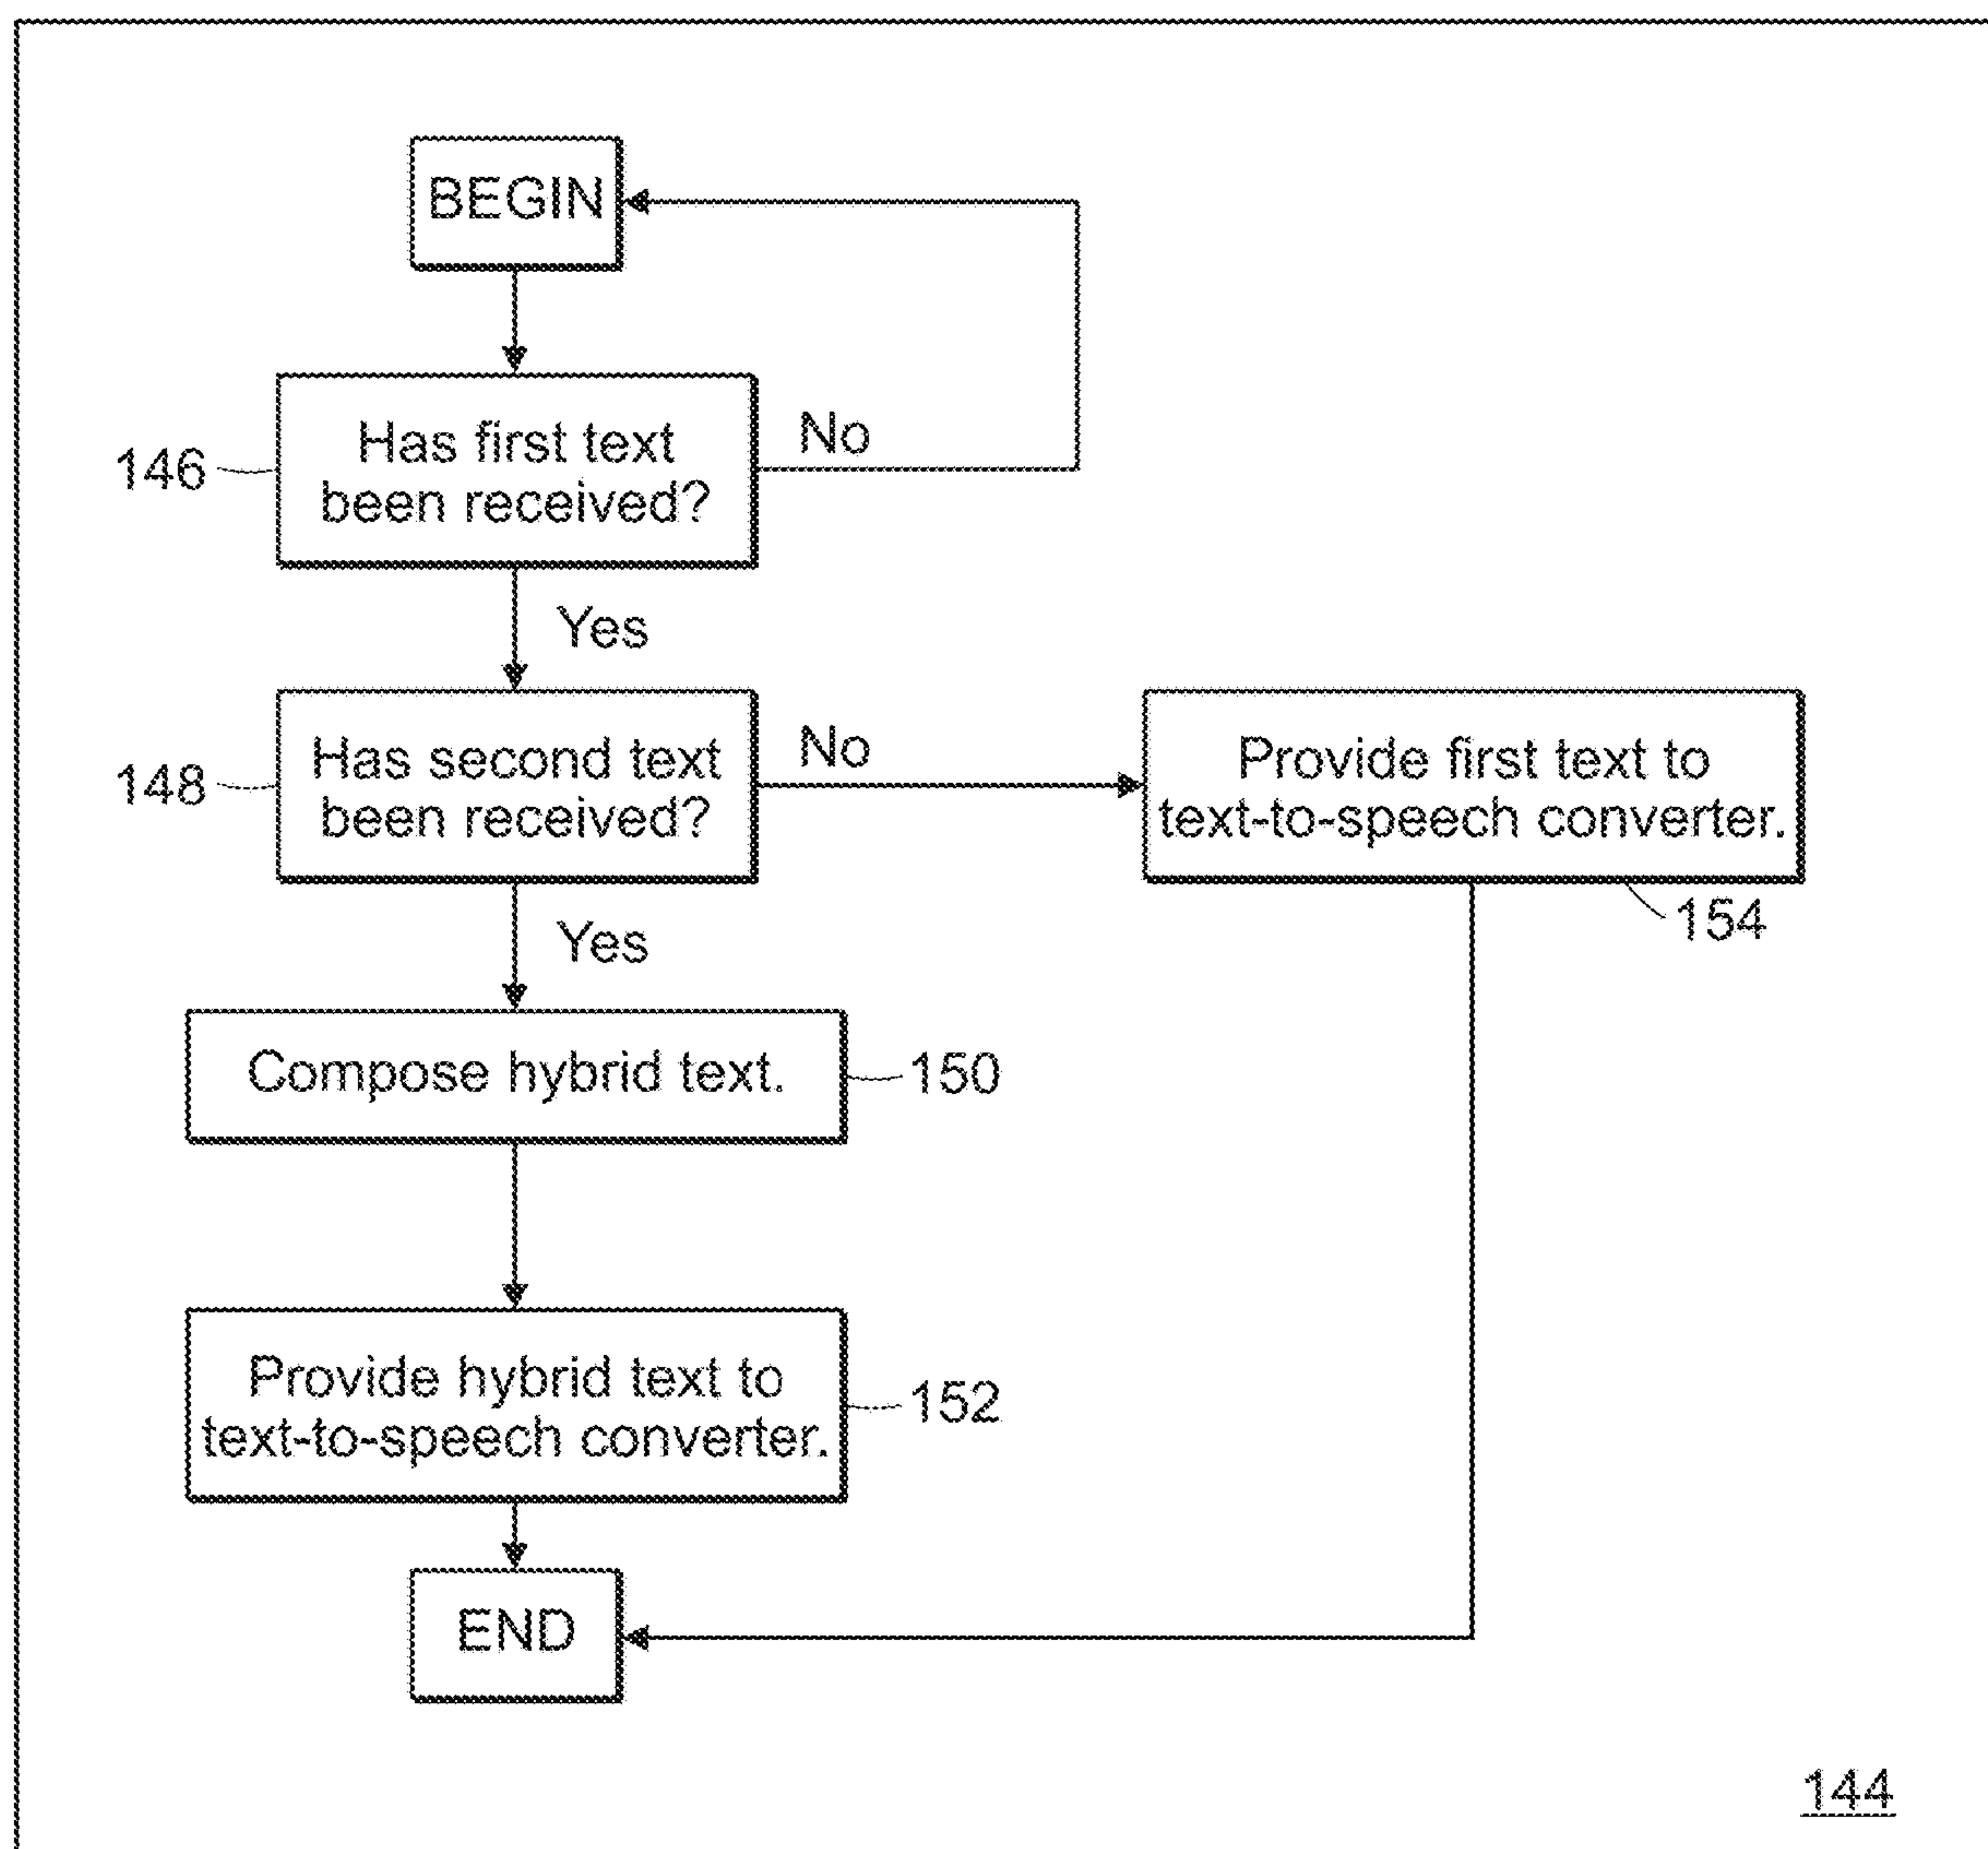 BEGIN
Has first text
been received?
No
146
Yes
Has second text
been received?
No
148
Provide first text to
text-to-speech converter.
154
Yes
Compose hybrid text.
150
Provide hybrid text to
text-to-speech converter.
152
END
144